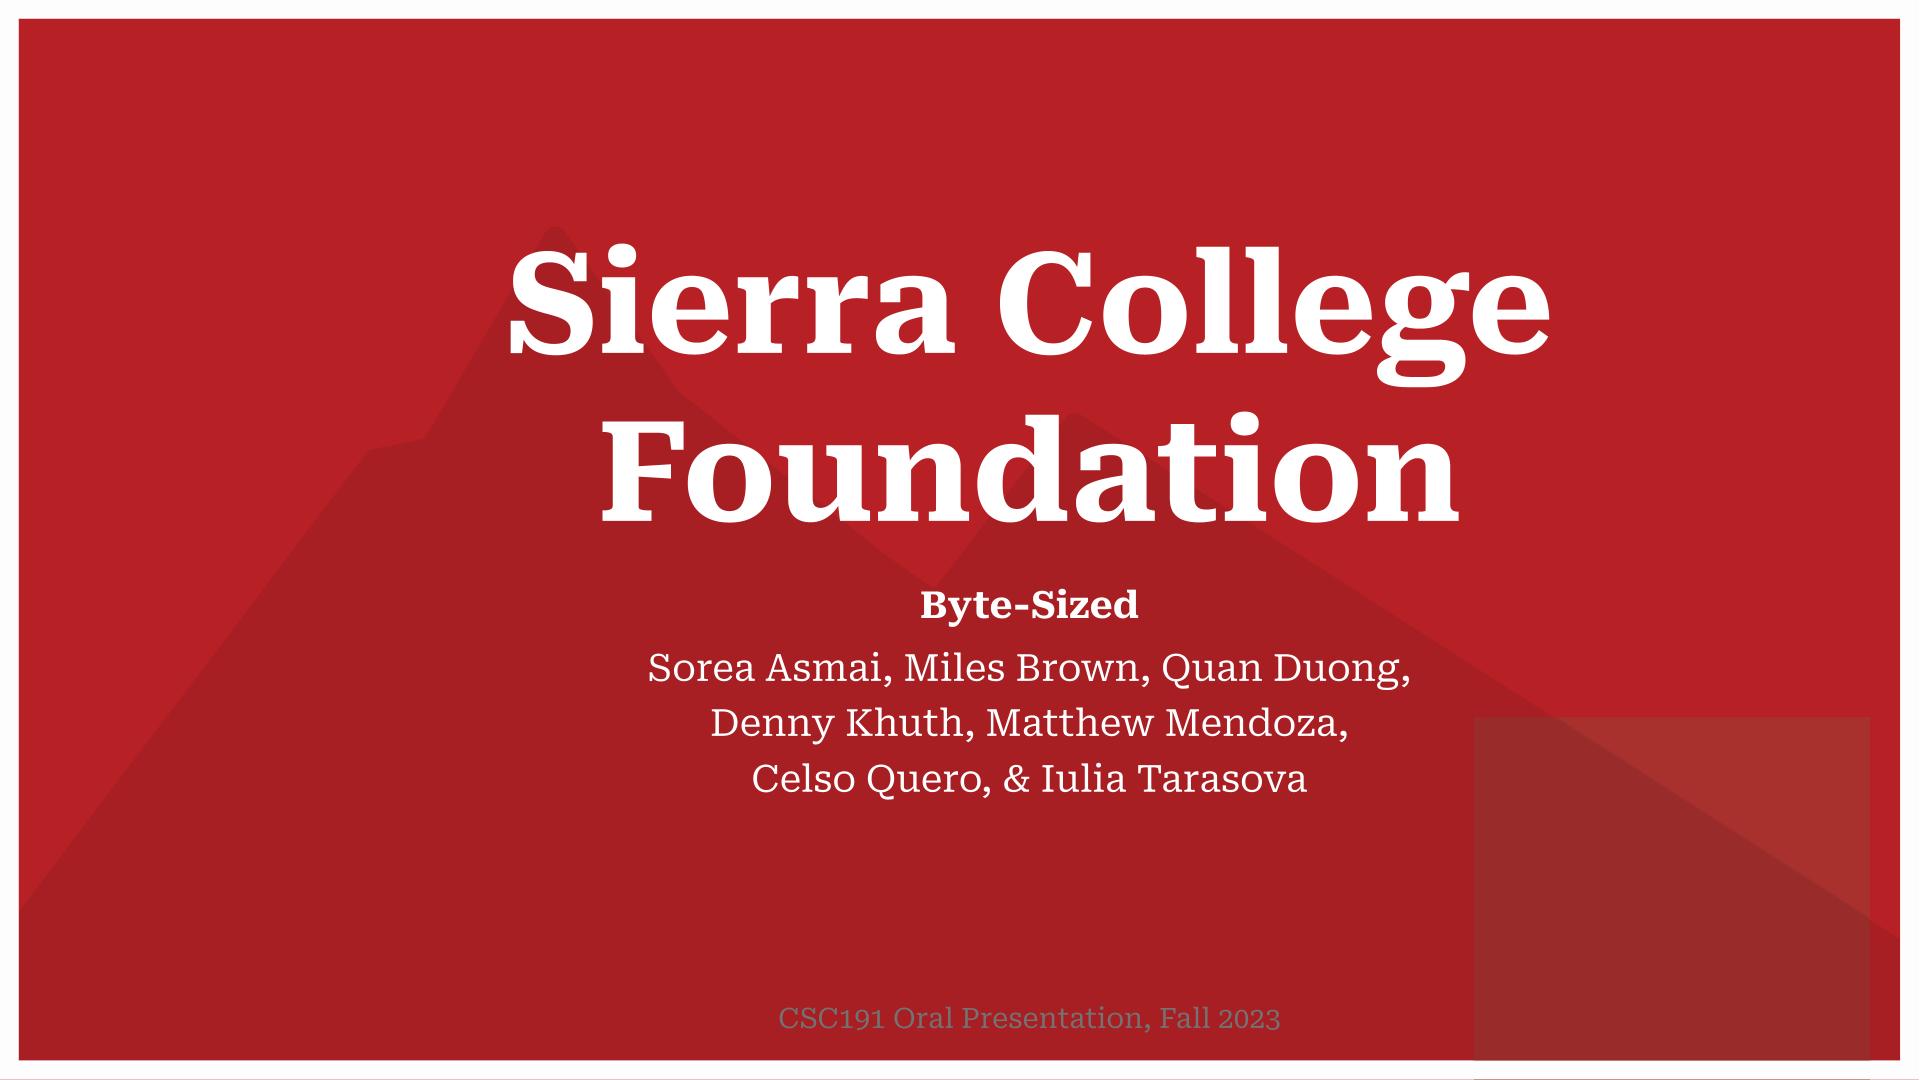 Sierra College
Foundation
Byte-Sized
Sorea Asmai, Miles Brown, Quan Duong,
Denny Khuth, Matthew Mendoza,
Celso Quero, & Iulia Tarasova
CSC191 Oral Presentation, Fall 2023